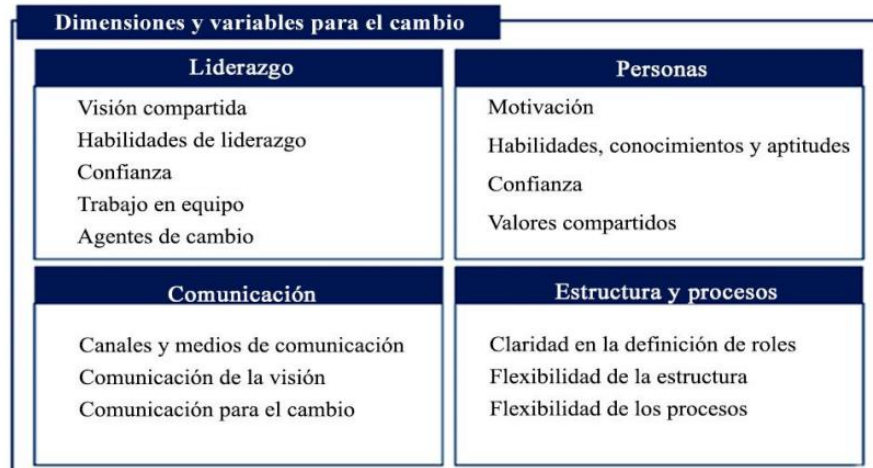 Dimensiones y variables para el cambio
Liderazgo
Visión compartida
Habilidades de liderazgo
Confianza
Trabajo en equipo
Agentes de cambio
Personas
Motivación
Habilidades, conocimientos y aptitudes
Confianza
Valores compartidos
Comunicación
Canales y medios de comunicación
Comunicación de la visión
Comunicación para el cambio
Estructura y procesos
Claridad en la definición de roles
Flexibilidad de la estructura
Flexibilidad de los procesos